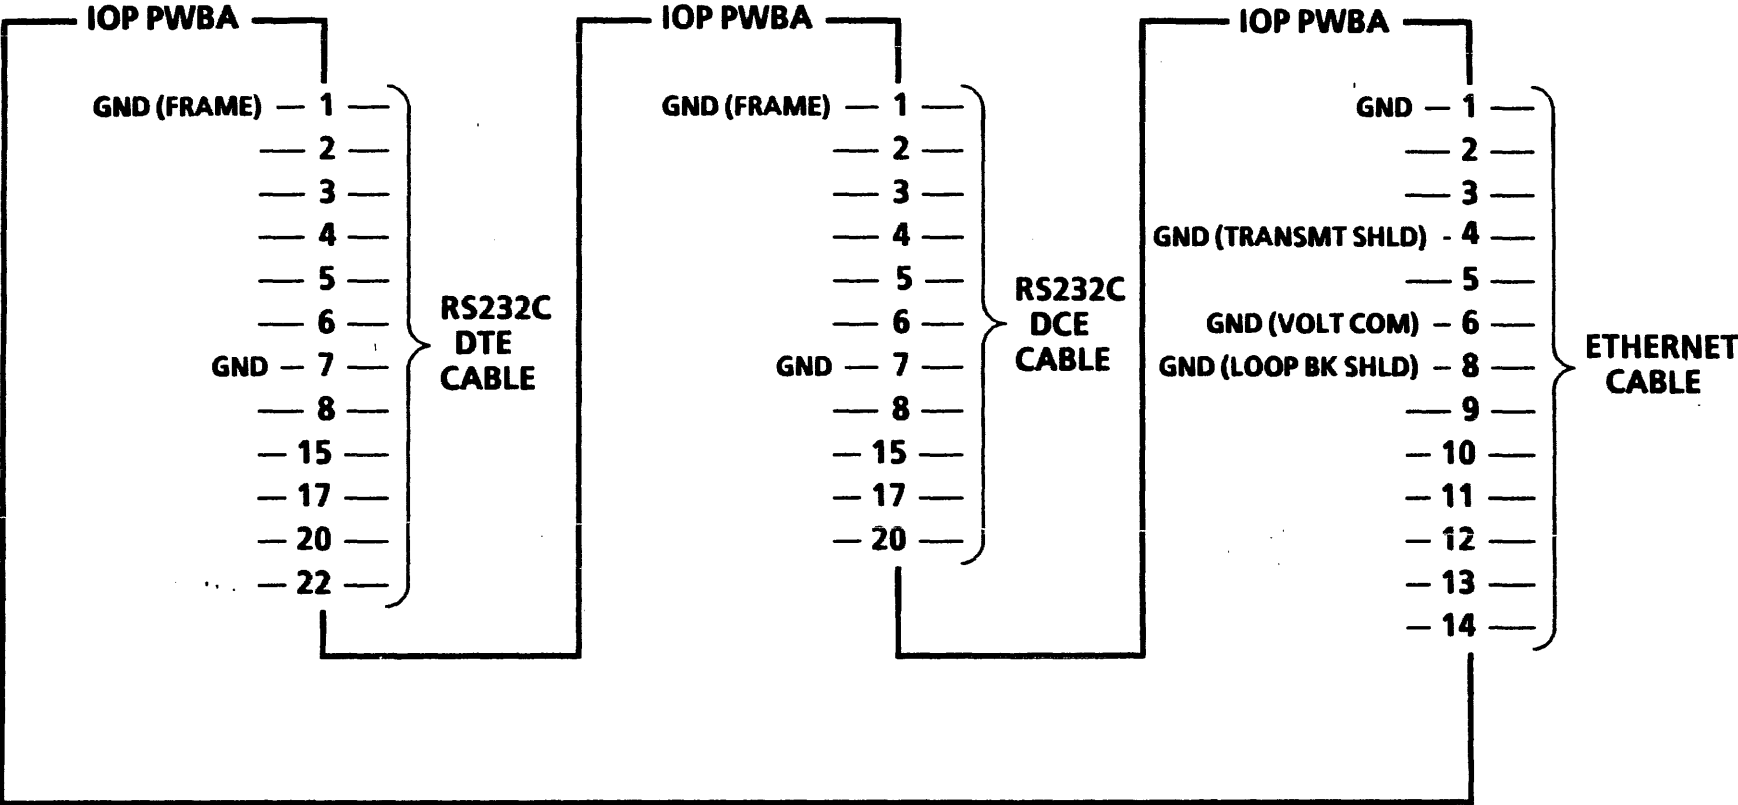 IOP PWBA
GND (FRAME) — 1 —
— 2 —
— 3 —
— 4 —
— 5 —
— 6 —
GND — 7 —
— 8 —
— 15 —
— 17 —
— 20 —
— 22 —
RS232C
DTE
CABLE
IOP PWBA
GND (FRAME) — 1 —
— 2 —
— 3 —
— 4 —
— 5 —
— 6 —
GND — 7 —
— 8 —
— 15 —
— 17 —
— 20 —
RS232C
DCE
CABLE
IOP PWBA
GND — 1 —
— 2 —
— 3 —
GND (TRANSMT SHLD) - 4 —
— 5 —
GND (VOLT COM) – 6 —
GND (LOOP BK SHLD) – 8 —
— 9 —
— 10 —
— 11 —
— 12 —
— 13 —
— 14 —
ETHERNET
CABLE